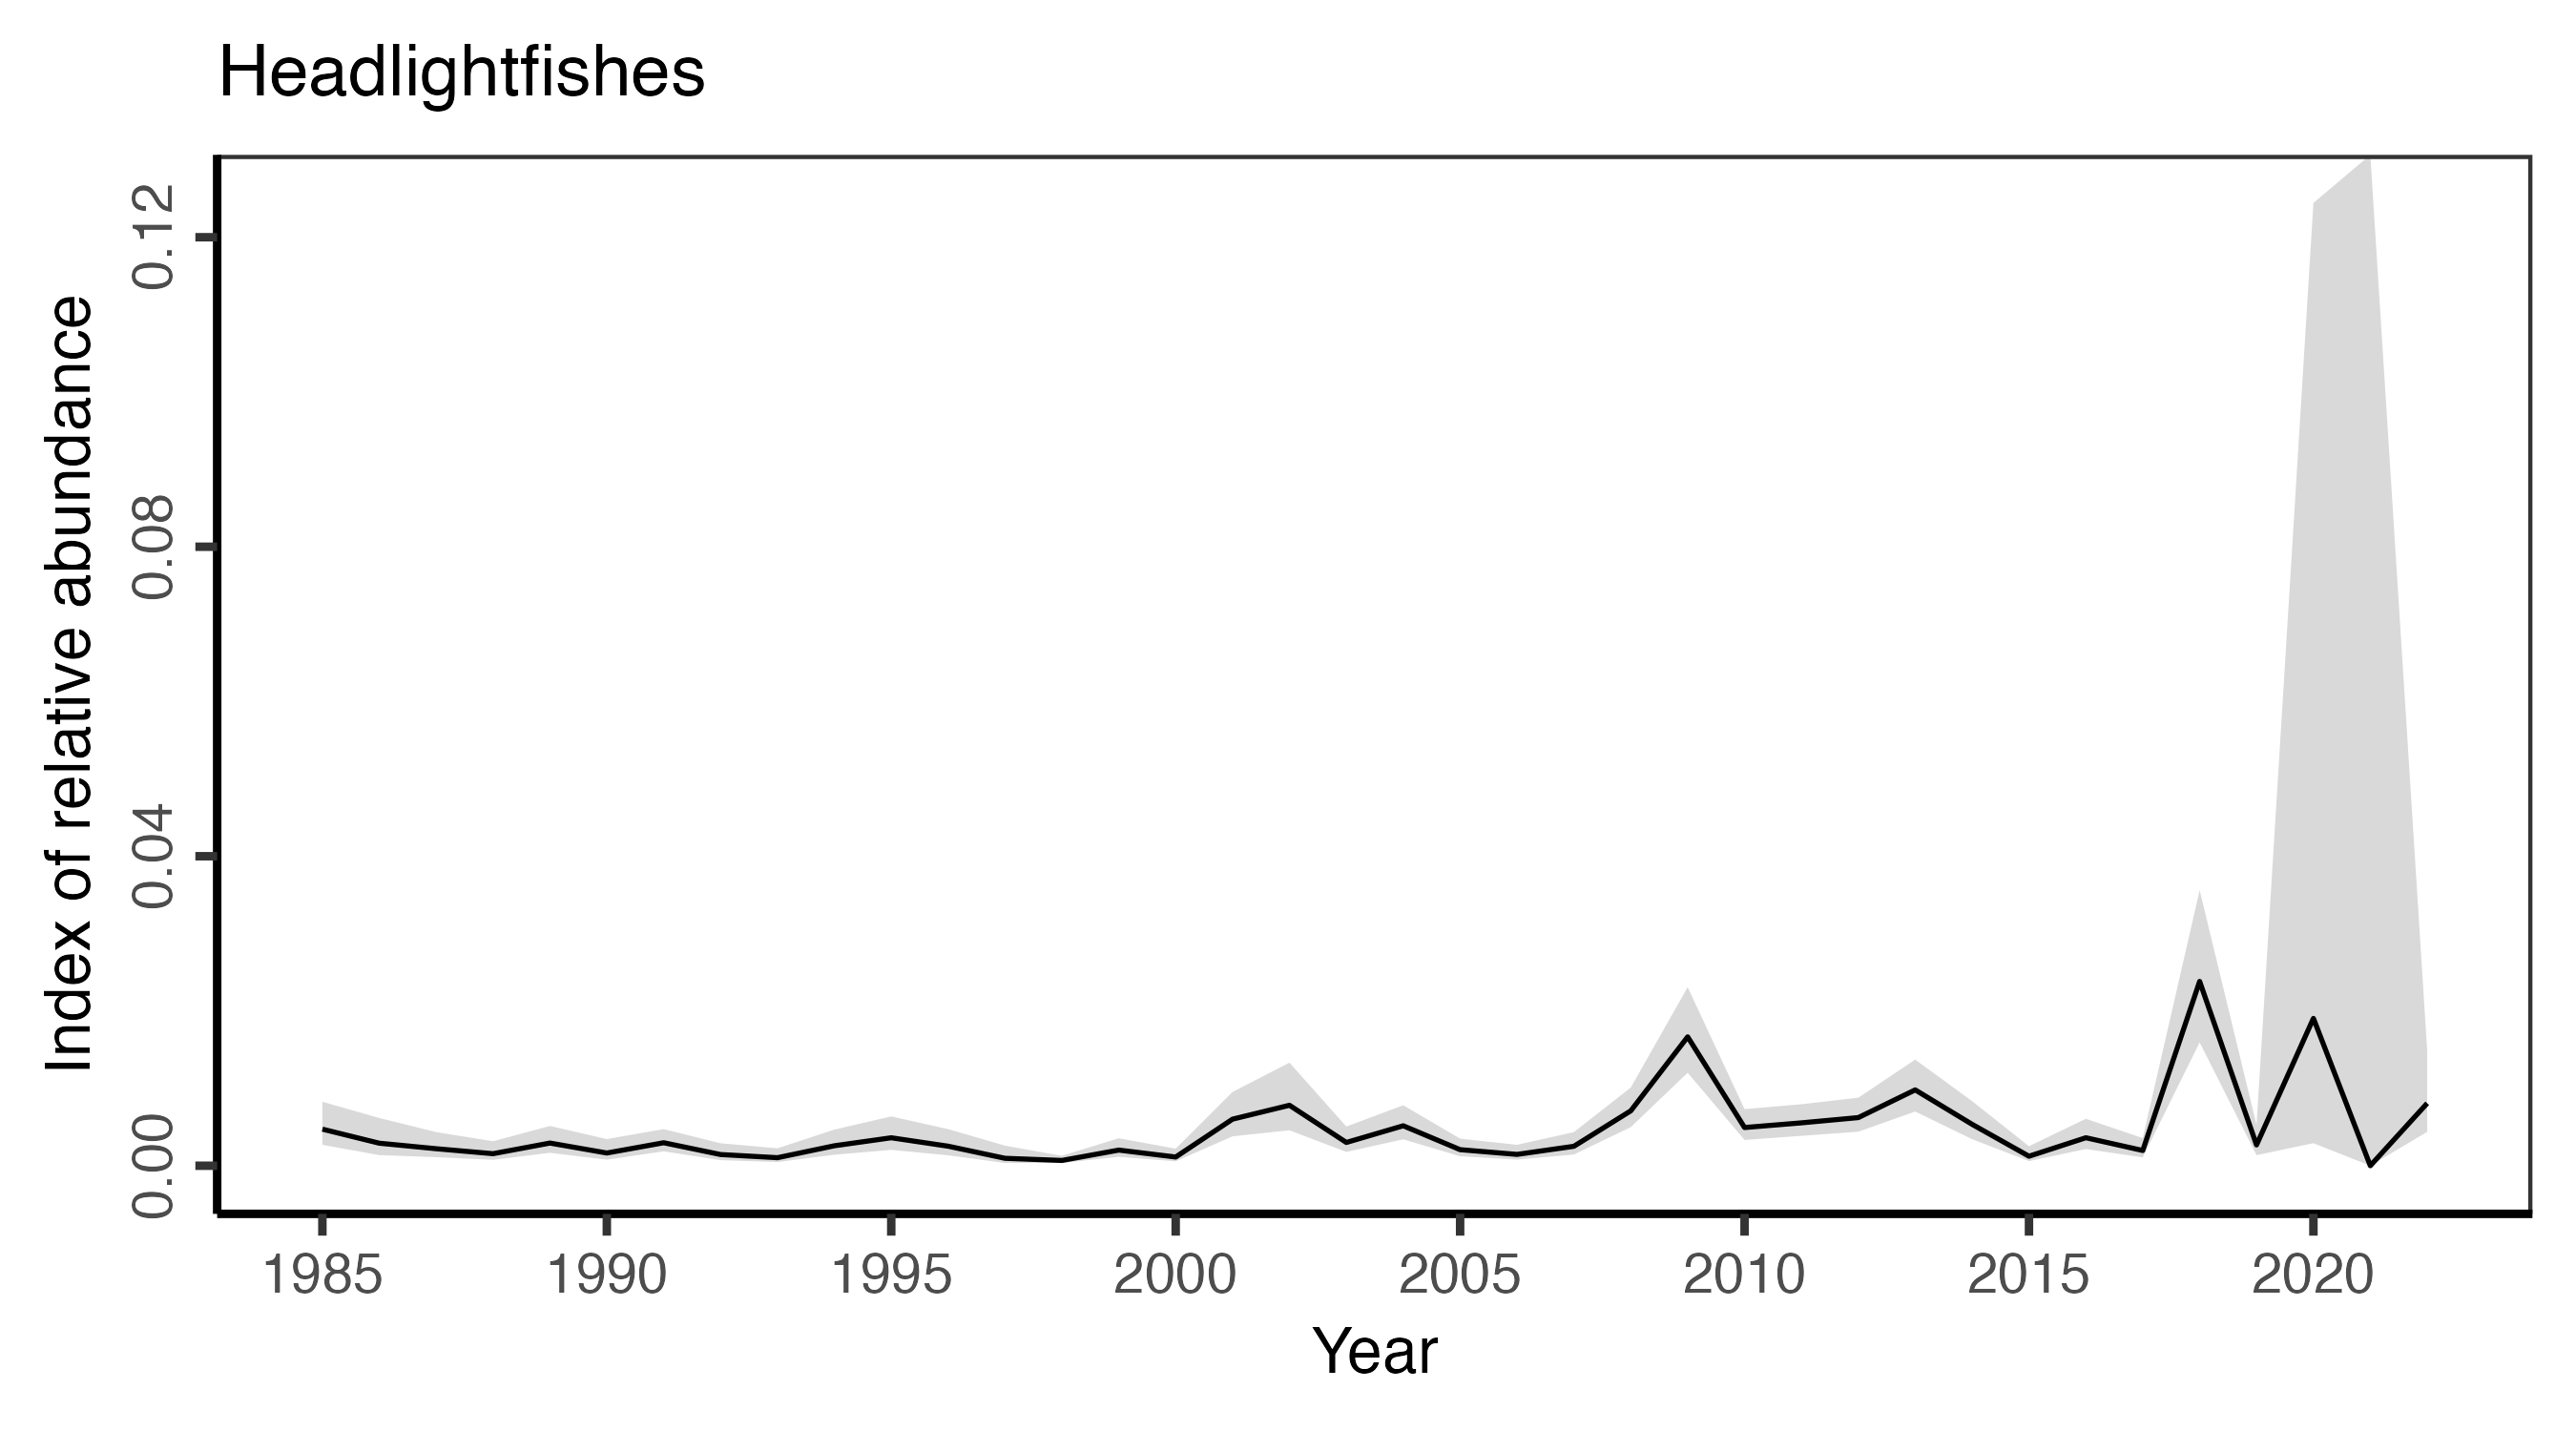 Headlightfishes
Index of relative abundance
0.12
0.08
0.04
0.00
1985 1990 1995 2000 2005 2010 2015 2020
Year